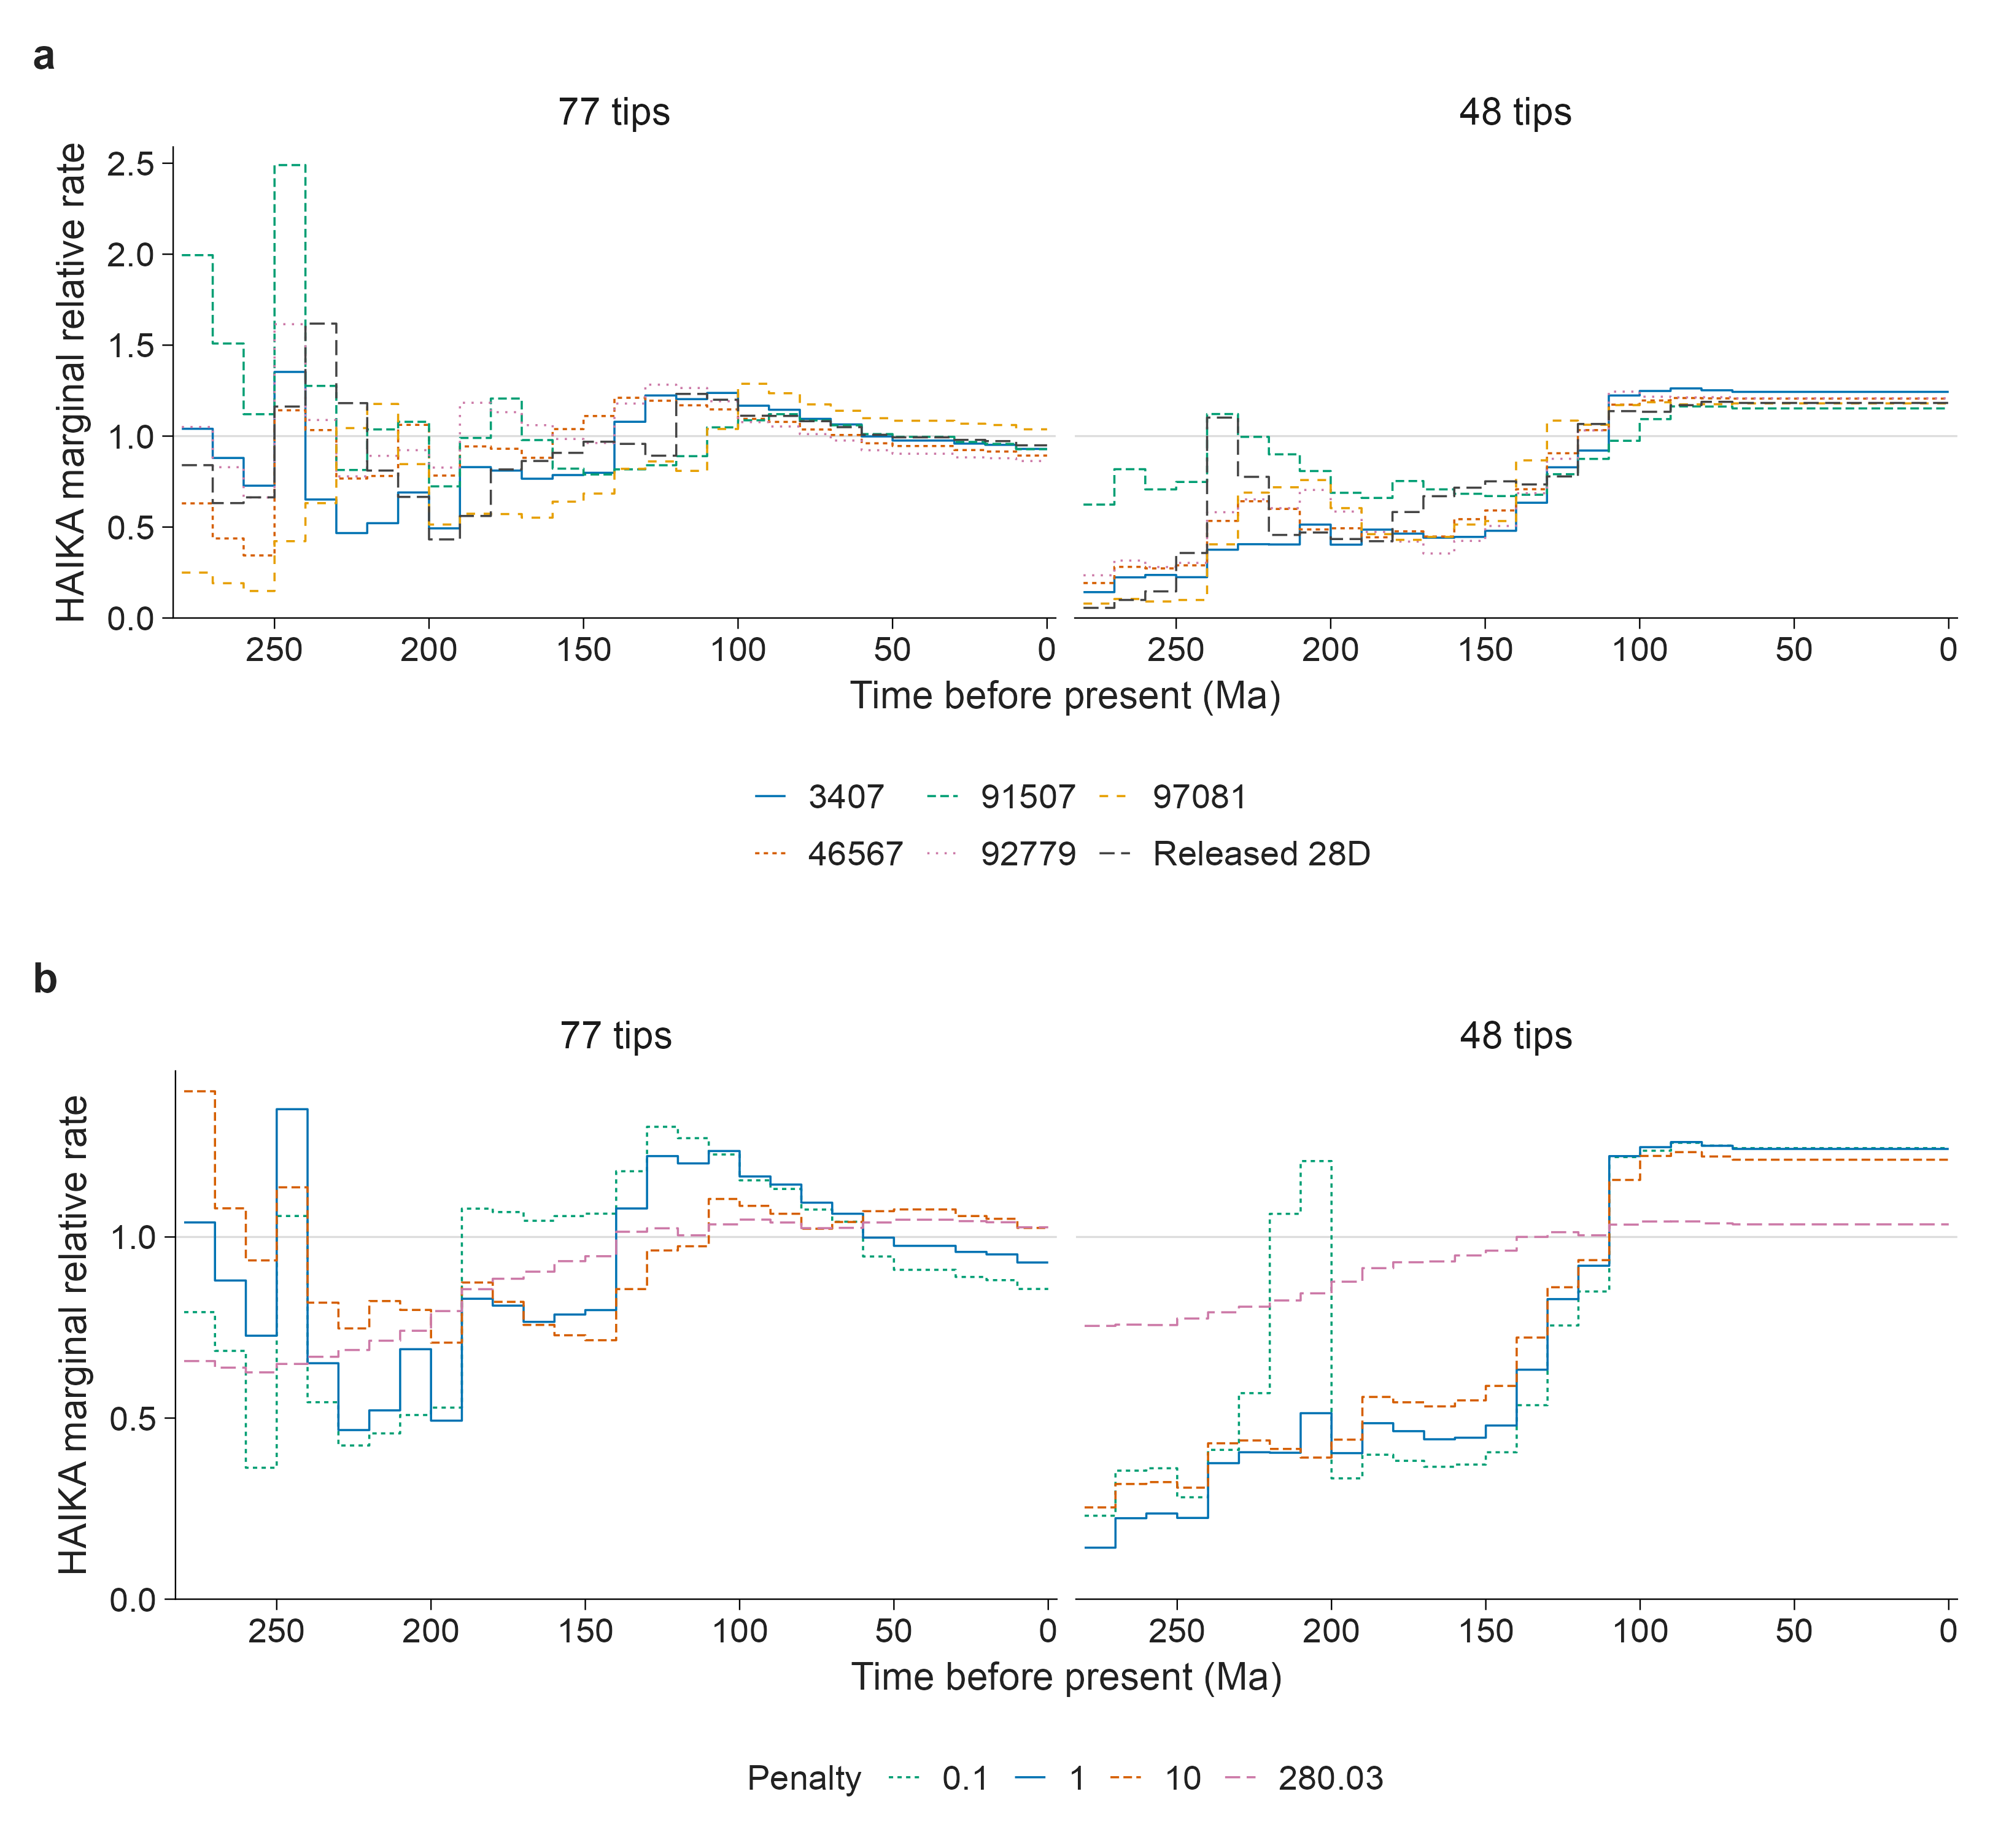 a
77 tips
48 tips
HAIKA marginal relative rate
2.5
2.0
1.5
1.0
0.5
0.0
250 200 150 100 50 0
250 200 150 100 50 0
Time before present (Ma)
3407 91507 97081
46567 92779 Released 28D
b
77 tips
48 tips
HAIKA marginal relative rate
1.0
0.5
0.0
250 200 150 100 50 0
250 200 150 100 50 0
Time before present (Ma)
Penalty 0.1 1 10 280.03